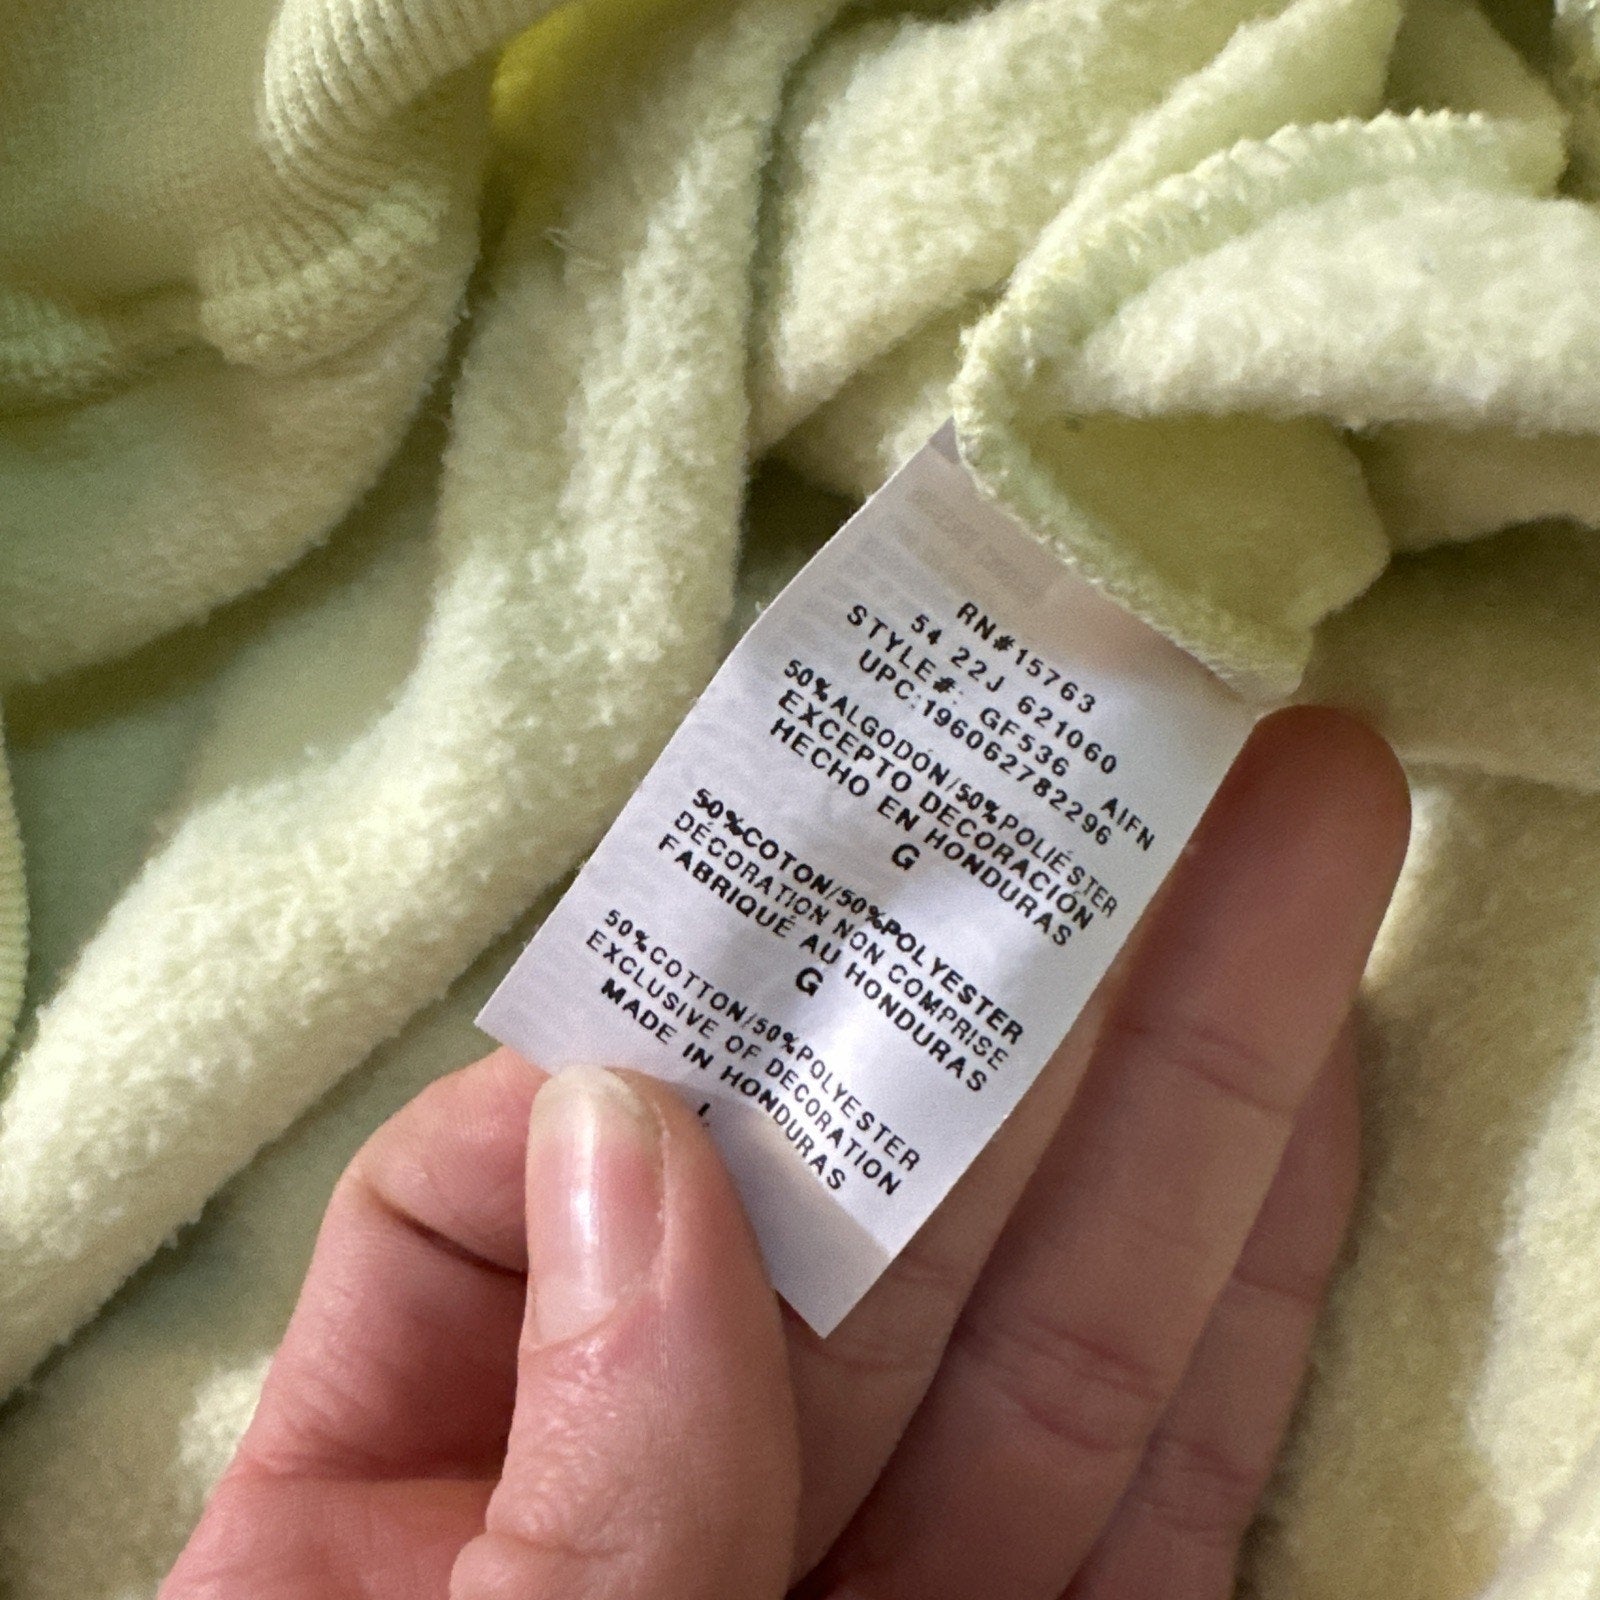 RN#15763
54 22J 621060
STYLE#: GF536 AIFN
UPC:196062782296
50%ALGODÓN/50%POLIÉSTER
EXCEPTO DECORACIÓN
HECHO EN HONDURAS
G
50%COTON/50%POLYESTER
DÉCORATION NON COMPRISE
FABRIQUÉ AU HONDURAS
G
50%COTTON/50%POLYESTER
EXCLUSIVE OF DECORATION
MADE IN HONDURAS
L